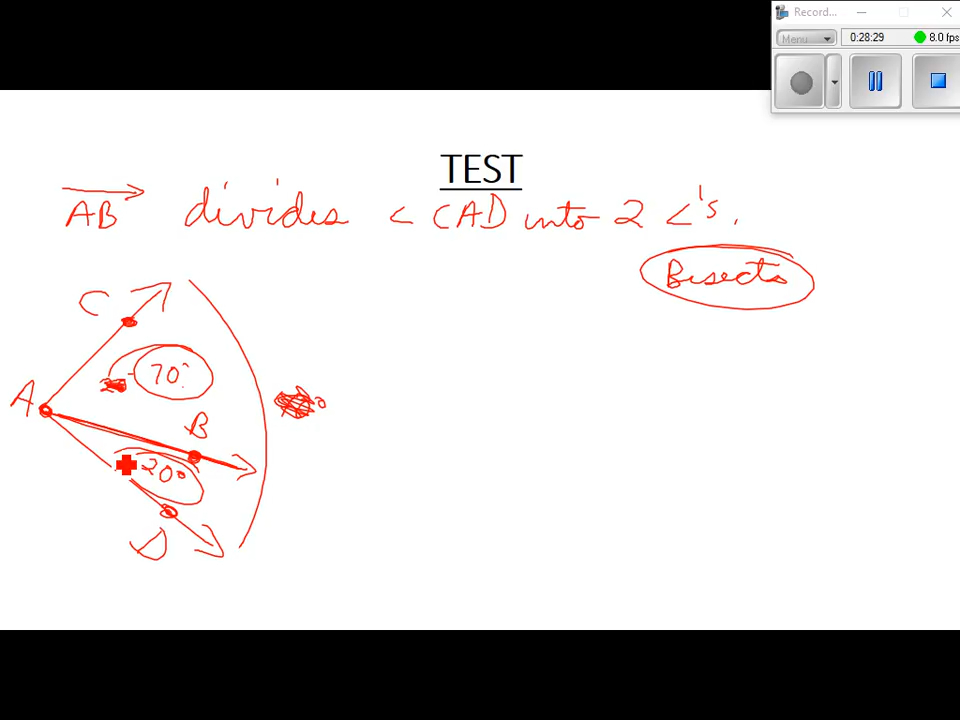 Record...
Menu
0:28:29
8.0 fps
TEST
AB divides < CAD into 2 <'s.
Bisects
C
70°
A
B
20°
D